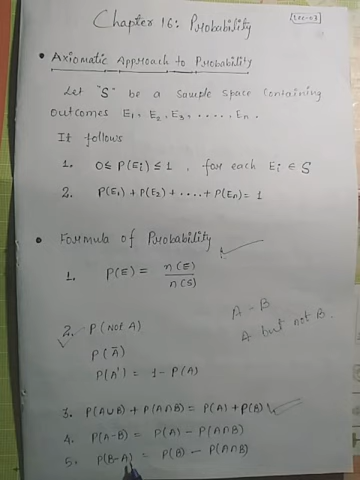 Chapter 16: Probability
Lec-01
• Axiomatic Approach to Probability
Let "S" be a sample space containing
outcomes E₁, E₂, E₃, ...... En.
It follows
1. 0 ≤ P(Ei) ≤ 1, for each Ei ∈ S
2. P(E₁) + P(E₂) + .... + P(En) = 1
• Formula of Probability
1. P(E) = n(E)/n(S)
A - B
A but not B.
2. P(Not A)
P(Ā)
P(A') = 1 - P(A)
3. P(A∪B) + P(A∩B) = P(A) + P(B)
4. P(A-B) = P(A) - P(A∩B)
5. P(B-A) = P(B) - P(A∩B)